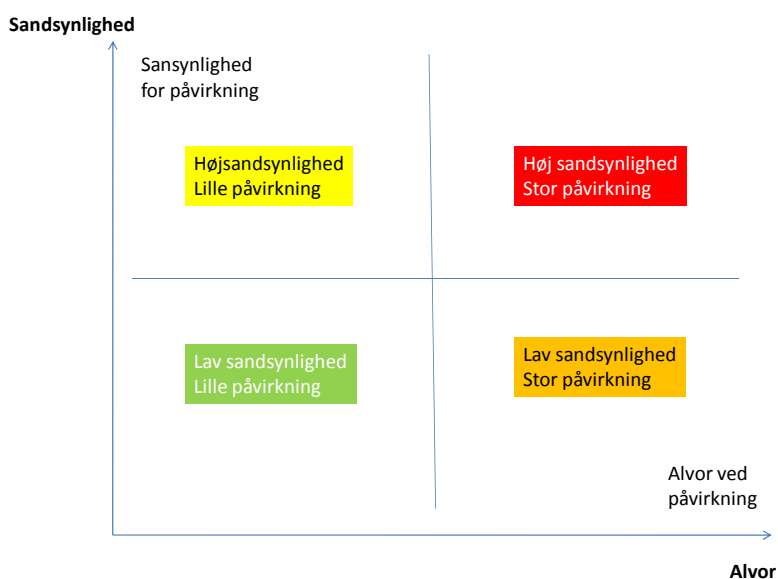 Sandsynlighed
Sansynlighed
for påvirkning
Højsandsynlighed
Lille påvirkning
Høj sandsynlighed
Stor påvirkning
Lav sandsynlighed
Lille påvirkning
Lav sandsynlighed
Stor påvirkning
Alvor ved
påvirkning
Alvor